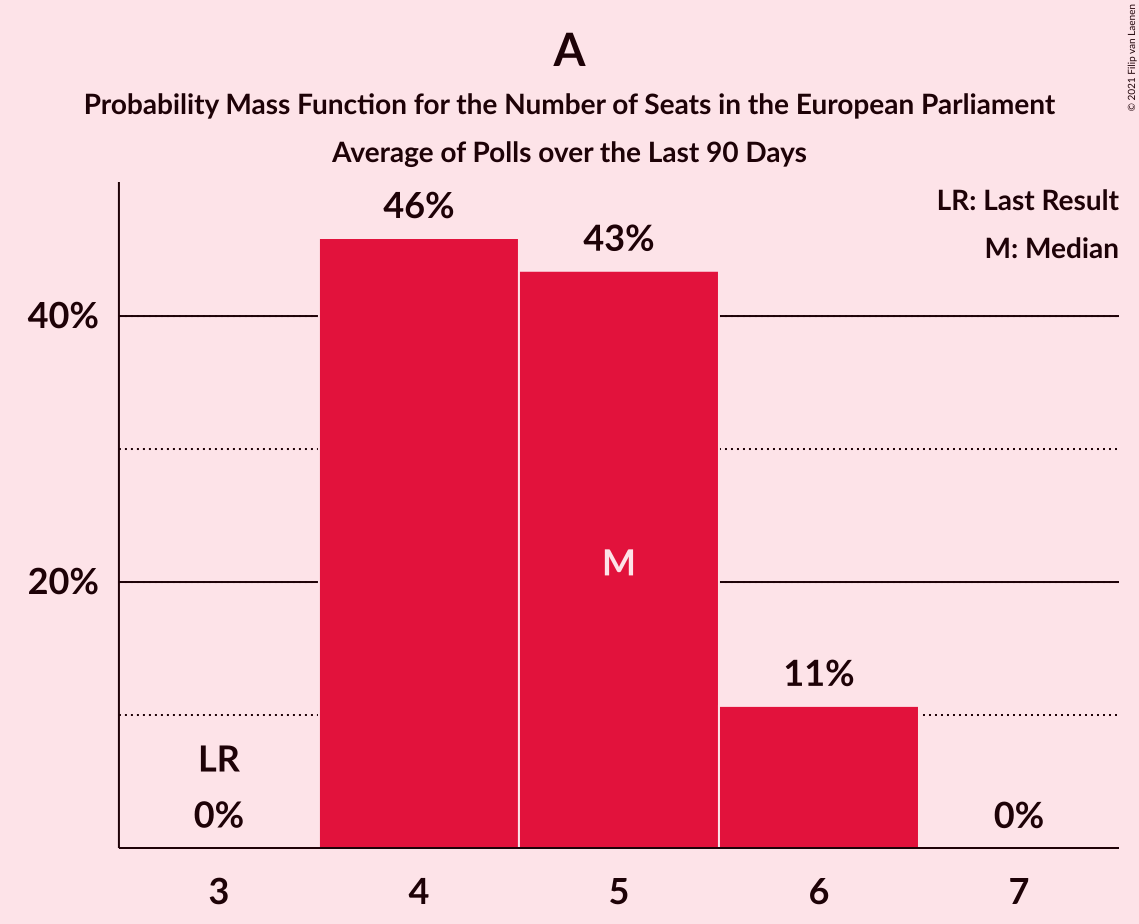 A
Probability Mass Function for the Number of Seats in the European Parliament
Average of Polls over the Last 90 Days
© 2021 Filip van Laenen
LR: Last Result
M: Median
46%
43%
40%
M
20%
11%
LR
0%
0%
3 4 5 6 7